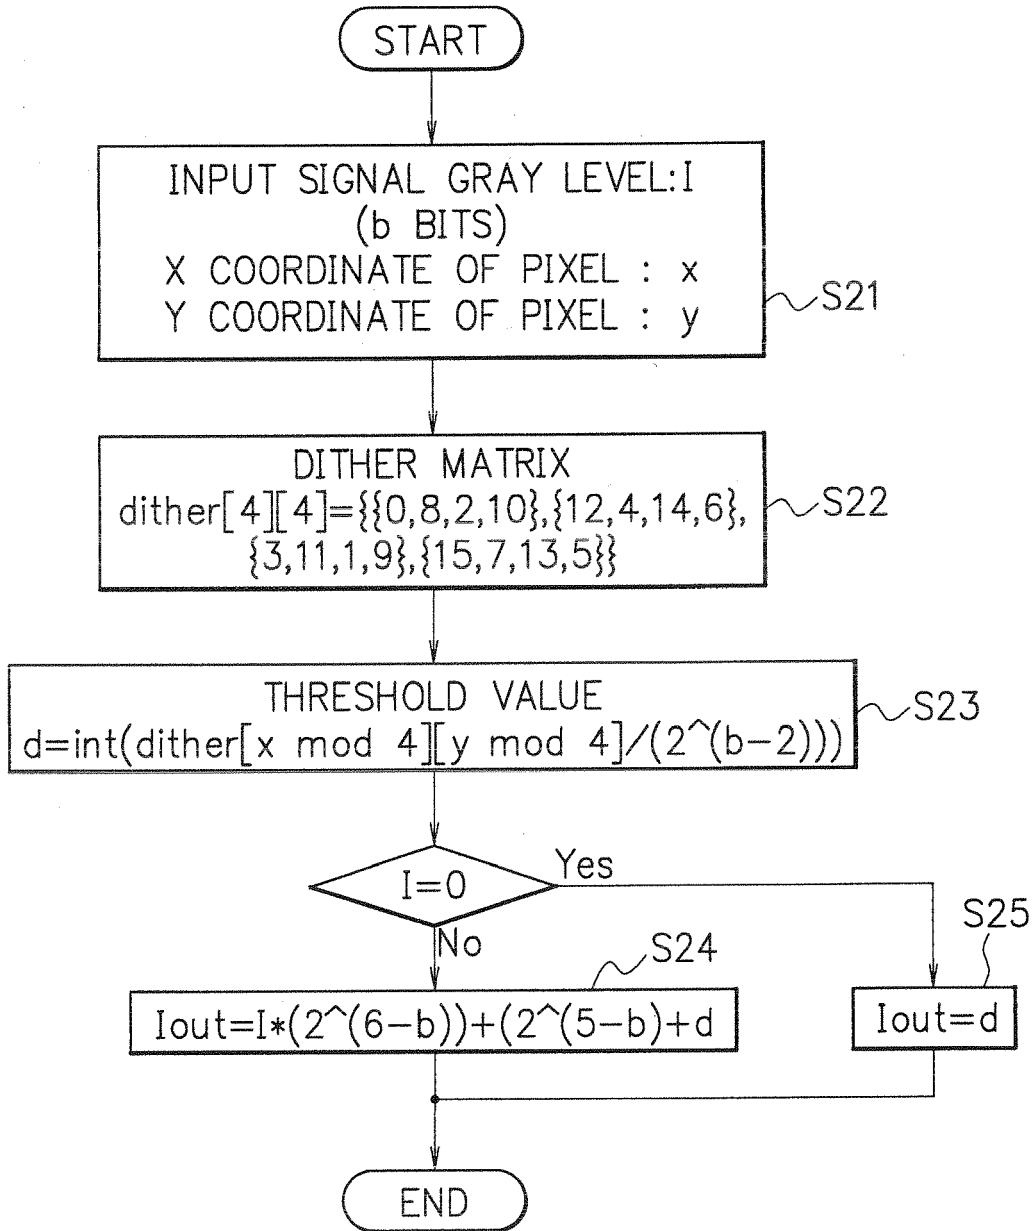 START
INPUT SIGNAL GRAY LEVEL:I
(b BITS)
X COORDINATE OF PIXEL : x
Y COORDINATE OF PIXEL : y
S21
DITHER MATRIX
dither[4][4]={{0,8,2,10},{12,4,14,6},
{3,11,1,9},{15,7,13,5}}
S22
THRESHOLD VALUE
d=int(dither[x mod 4][y mod 4]/(2^(b-2)))
S23
I=0
Yes
No
S24
S25
Iout=I*(2^(6-b))+(2^(5-b)+d
Iout=d
END